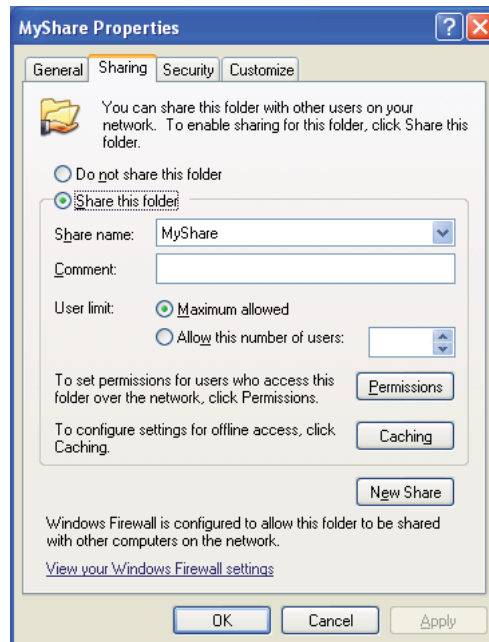 MyShare Properties
General Sharing Security Customize
You can share this folder with other users on your
network. To enable sharing for this folder, click Share this
folder.
Do not share this folder
Share this folder
Share name: MyShare
Comment:
User limit: Maximum allowed
Allow this number of users:
To set permissions for users who access this
folder over the network, click Permissions.
Permissions
To configure settings for offline access, click
Caching.
Caching
New Share
Windows Firewall is configured to allow this folder to be shared
with other computers on the network.
View your Windows Firewall settings
OK Cancel Apply